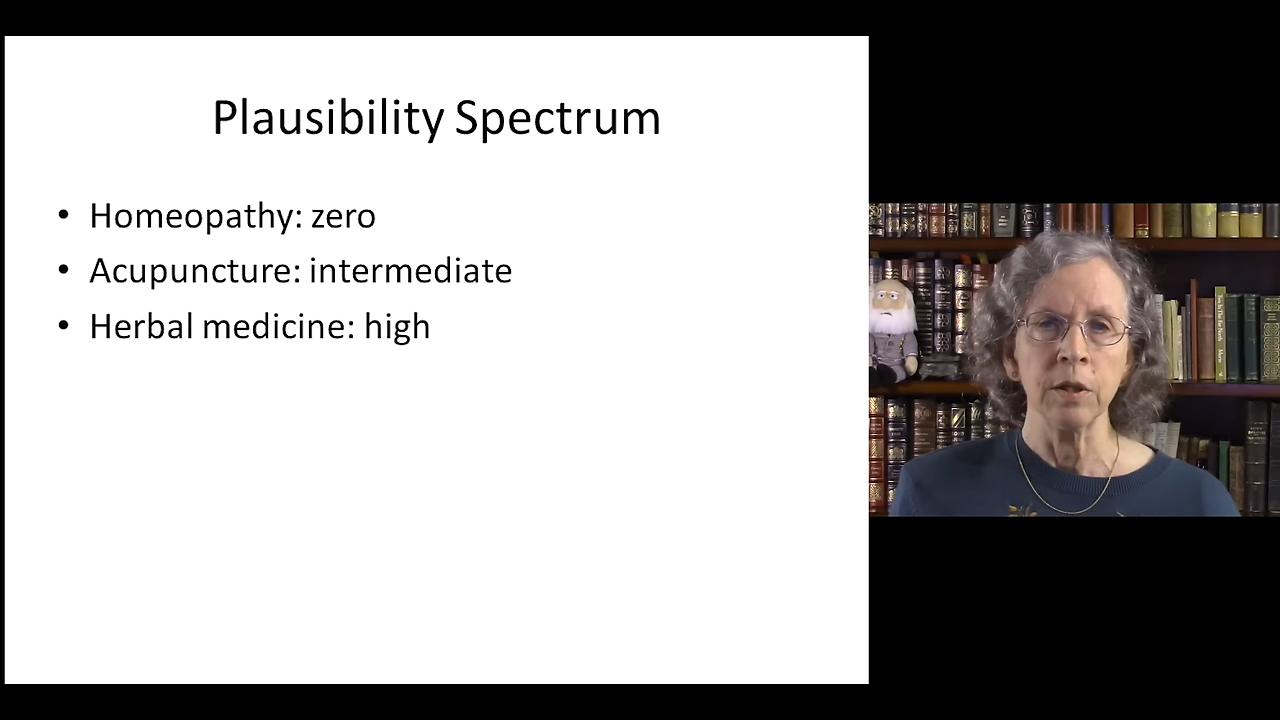 Plausibility Spectrum
• Homeopathy: zero
• Acupuncture: intermediate
• Herbal medicine: high